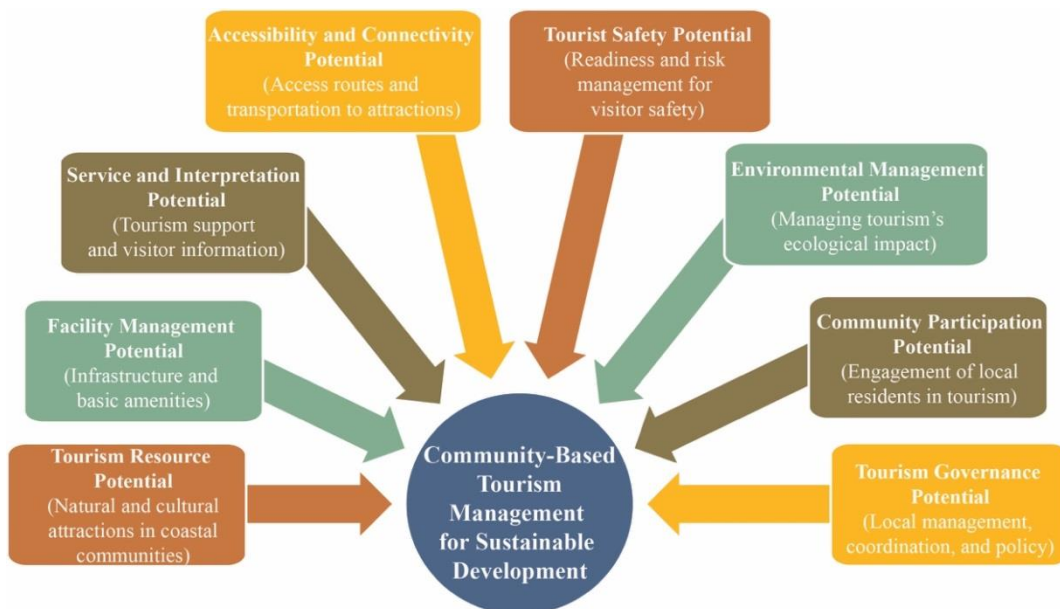 Accessibility and Connectivity
Potential
(Access routes and
transportation to attractions)
Tourist Safety Potential
(Readiness and risk
management for
visitor safety)
Service and Interpretation
Potential
(Tourism support
and visitor information)
Environmental Management
Potential
(Managing tourism’s
ecological impact)
Facility Management
Potential
(Infrastructure and
basic amenities)
Community Participation
Potential
(Engagement of local
residents in tourism)
Tourism Resource
Potential
(Natural and cultural
attractions in coastal
communities)
Community-Based
Tourism
Management
for Sustainable
Development
Tourism Governance
Potential
(Local management,
coordination, and policy)